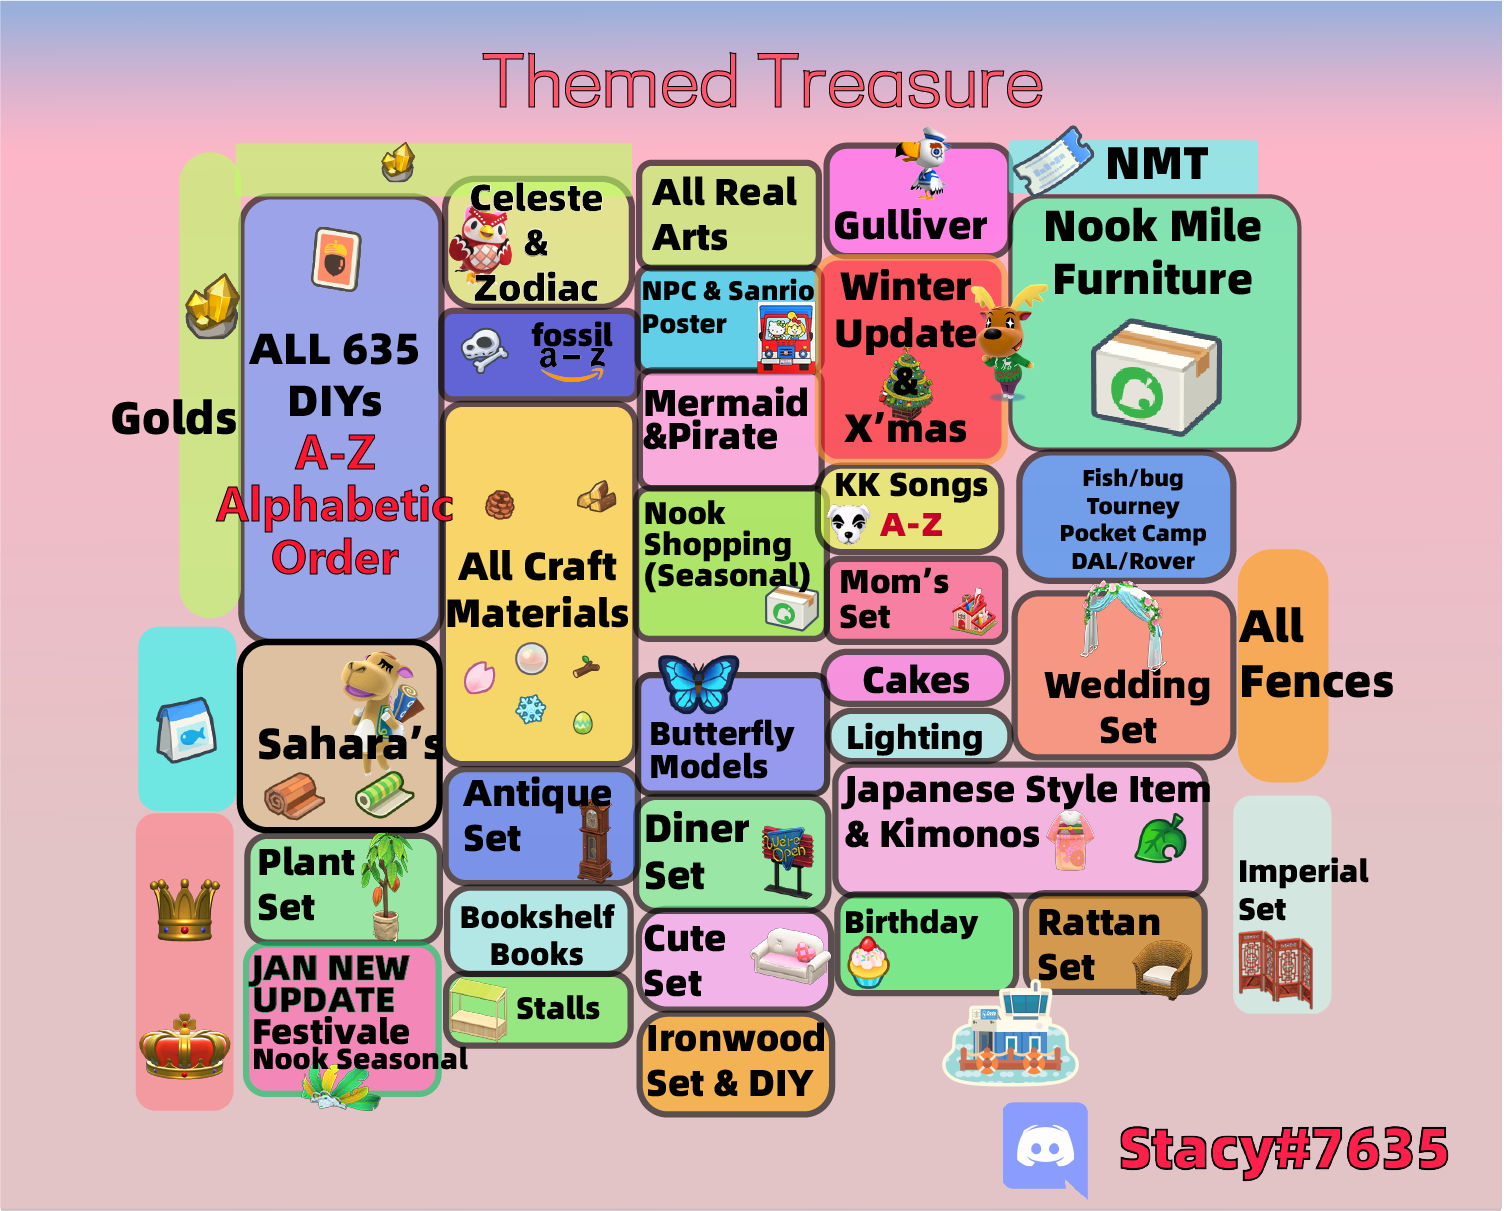 Themed Treasure
Golds
ALL 635
DIYs
A-Z
Alphabetic
Order
Celeste
&
Zodiac
fossil
a-z
All Craft
Materials
All Real
Arts
NPC & Sanrio
Poster
Mermaid
&Pirate
Nook
Shopping
(Seasonal)
Gulliver
Winter
Update
&
X'mas
KK Songs
A-Z
Mom's
Set
Cakes
Lighting
NMT
Nook Mile
Furniture
Fish/bug
Tourney
Pocket Camp
DAL/Rover
Wedding
Set
All
Fences
Sahara's
Plant
Set
JAN NEW
UPDATE
Festivale
Nook Seasonal
Antique
Set
Bookshelf
Books
Stalls
Butterfly
Models
Diner
Set
We're
Open
Cute
Set
Ironwood
Set & DIY
Japanese Style Item
& Kimonos
Birthday
Rattan
Set
Imperial
Set
Stacy#7635